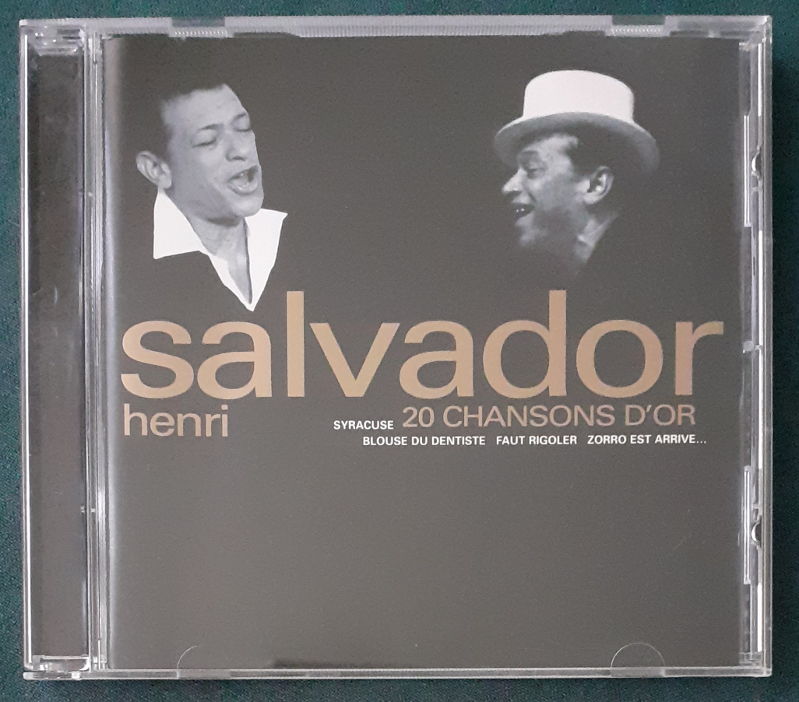 salvador
henri
SYRACUSE 20 CHANSONS D'OR
BLOUSE DU DENTISTE FAUT RIGOLER ZORRO EST ARRIVE...